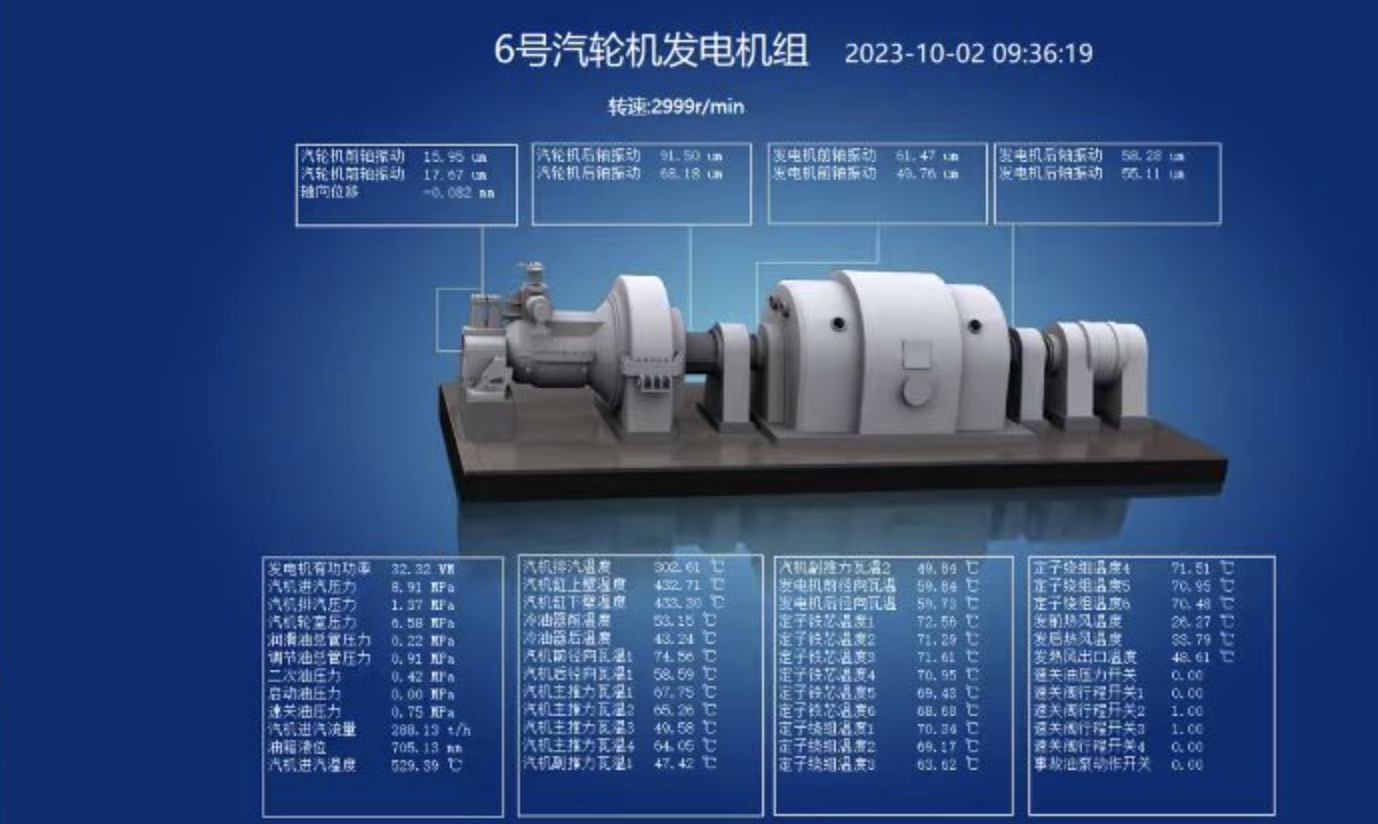 6号汽轮机发电机组 2023-10-02 09:36:19
转速:2999r/min
汽轮机前轴振动 15.95 um
汽轮机前轴振动 17.67 um
轴向位移 -0.082 mm
汽轮机后轴振动 91.50 um
汽轮机后轴振动 68.18 um
发电机前轴振动 61.47 um
发电机前轴振动 49.76 um
发电机后轴振动 58.28 um
发电机后轴振动 55.11 um
发电机有功功率 32.32
汽机进汽压力 8.91 MPa
汽机排汽压力 1.37 MPa
汽机轮室压力 6.58 MPa
润滑油总管压力 0.22 MPa
调节油总管压力 0.91 MPa
二次油压力 0.42 MPa
启动油压力 0.00 MPa
速关油压力 0.75 MPa
汽机进汽流量 288.13 t/h
油箱液位 705.13 mm
汽机进汽温度 529.39 ℃
汽机排汽温度 302.61 ℃
汽机缸上壁温度 432.71 ℃
汽机缸下壁温度 433.30 ℃
冷油器前温度 53.15 ℃
冷油器后温度 43.24 ℃
汽机前径向瓦温1 74.56 ℃
汽机后径向瓦温1 58.59 ℃
汽机主推力瓦温1 67.75 ℃
汽机主推力瓦温2 65.26 ℃
汽机主推力瓦温3 49.58 ℃
汽机主推力瓦温4 64.05 ℃
汽机副推力瓦温1 47.42 ℃
汽机副推力瓦温2 49.84 ℃
发电机前径向瓦温 59.84 ℃
发电机后径向瓦温 59.73 ℃
定子铁芯温度1 72.56 ℃
定子铁芯温度2 71.29 ℃
定子铁芯温度3 71.61 ℃
定子铁芯温度4 70.95 ℃
定子铁芯温度5 69.43 ℃
定子铁芯温度6 68.68 ℃
定子绕组温度1 70.34 ℃
定子绕组温度2 69.17 ℃
定子绕组温度3 63.62 ℃
定子绕组温度4 71.51 ℃
定子绕组温度5 70.95 ℃
定子绕组温度6 70.48 ℃
发前热风温度 26.27 ℃
发后热风温度 33.79 ℃
发热风出口温度 48.61 ℃
速关油压力开关 0.00
速关阀行程开关1 0.00
速关阀行程开关2 1.00
速关阀行程开关3 1.00
速关阀行程开关4 0.00
事故油泵动作开关 0.00